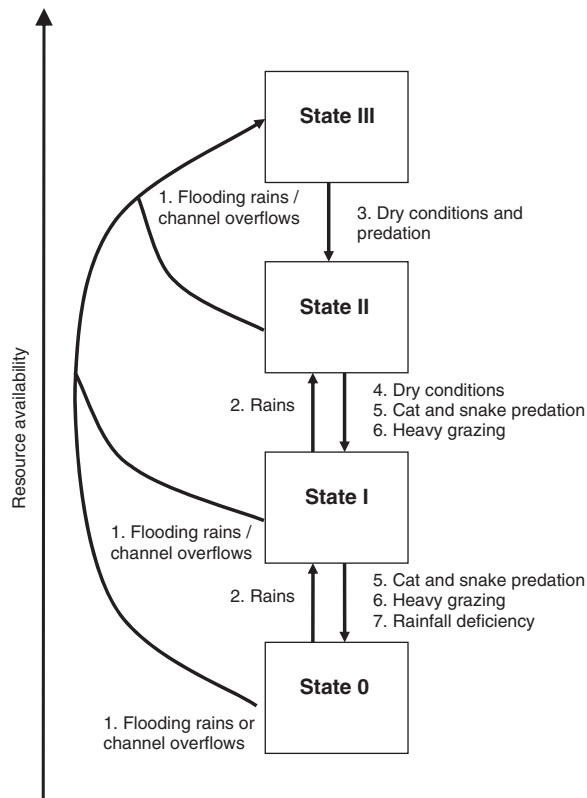 State III
1. Flooding rains /
channel overflows
3. Dry conditions and
predation
State II
Resource availability
2. Rains
4. Dry conditions
5. Cat and snake predation
6. Heavy grazing
State I
1. Flooding rains /
channel overflows
2. Rains
5. Cat and snake predation
6. Heavy grazing
7. Rainfall deficiency
State 0
1. Flooding rains or
channel overflows